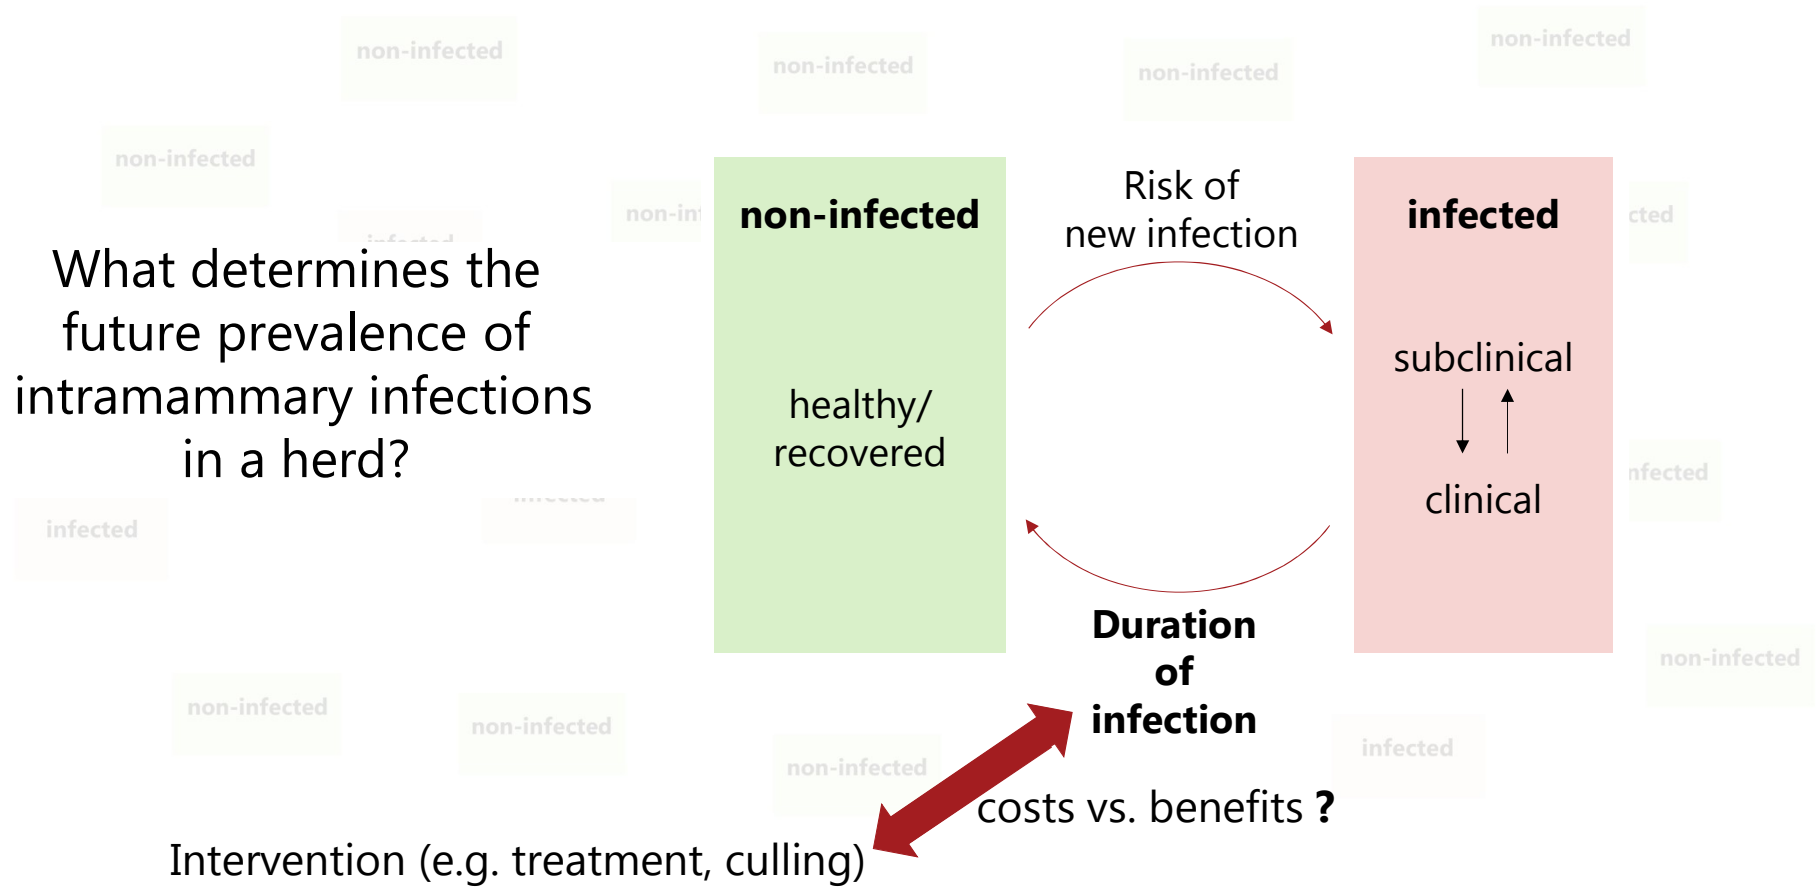 non-infected
non-infected
non-infected
non-infected
non-infected
non-infected
Risk of
new infection
infected
What determines the
future prevalence of
intramammary infections
in a herd?
healthy/
recovered
subclinical
clinical
infected
Duration
of
infection
non-infected
non-infected
non-infected
non-infected
infected
costs vs. benefits ?
Intervention (e.g. treatment, culling)